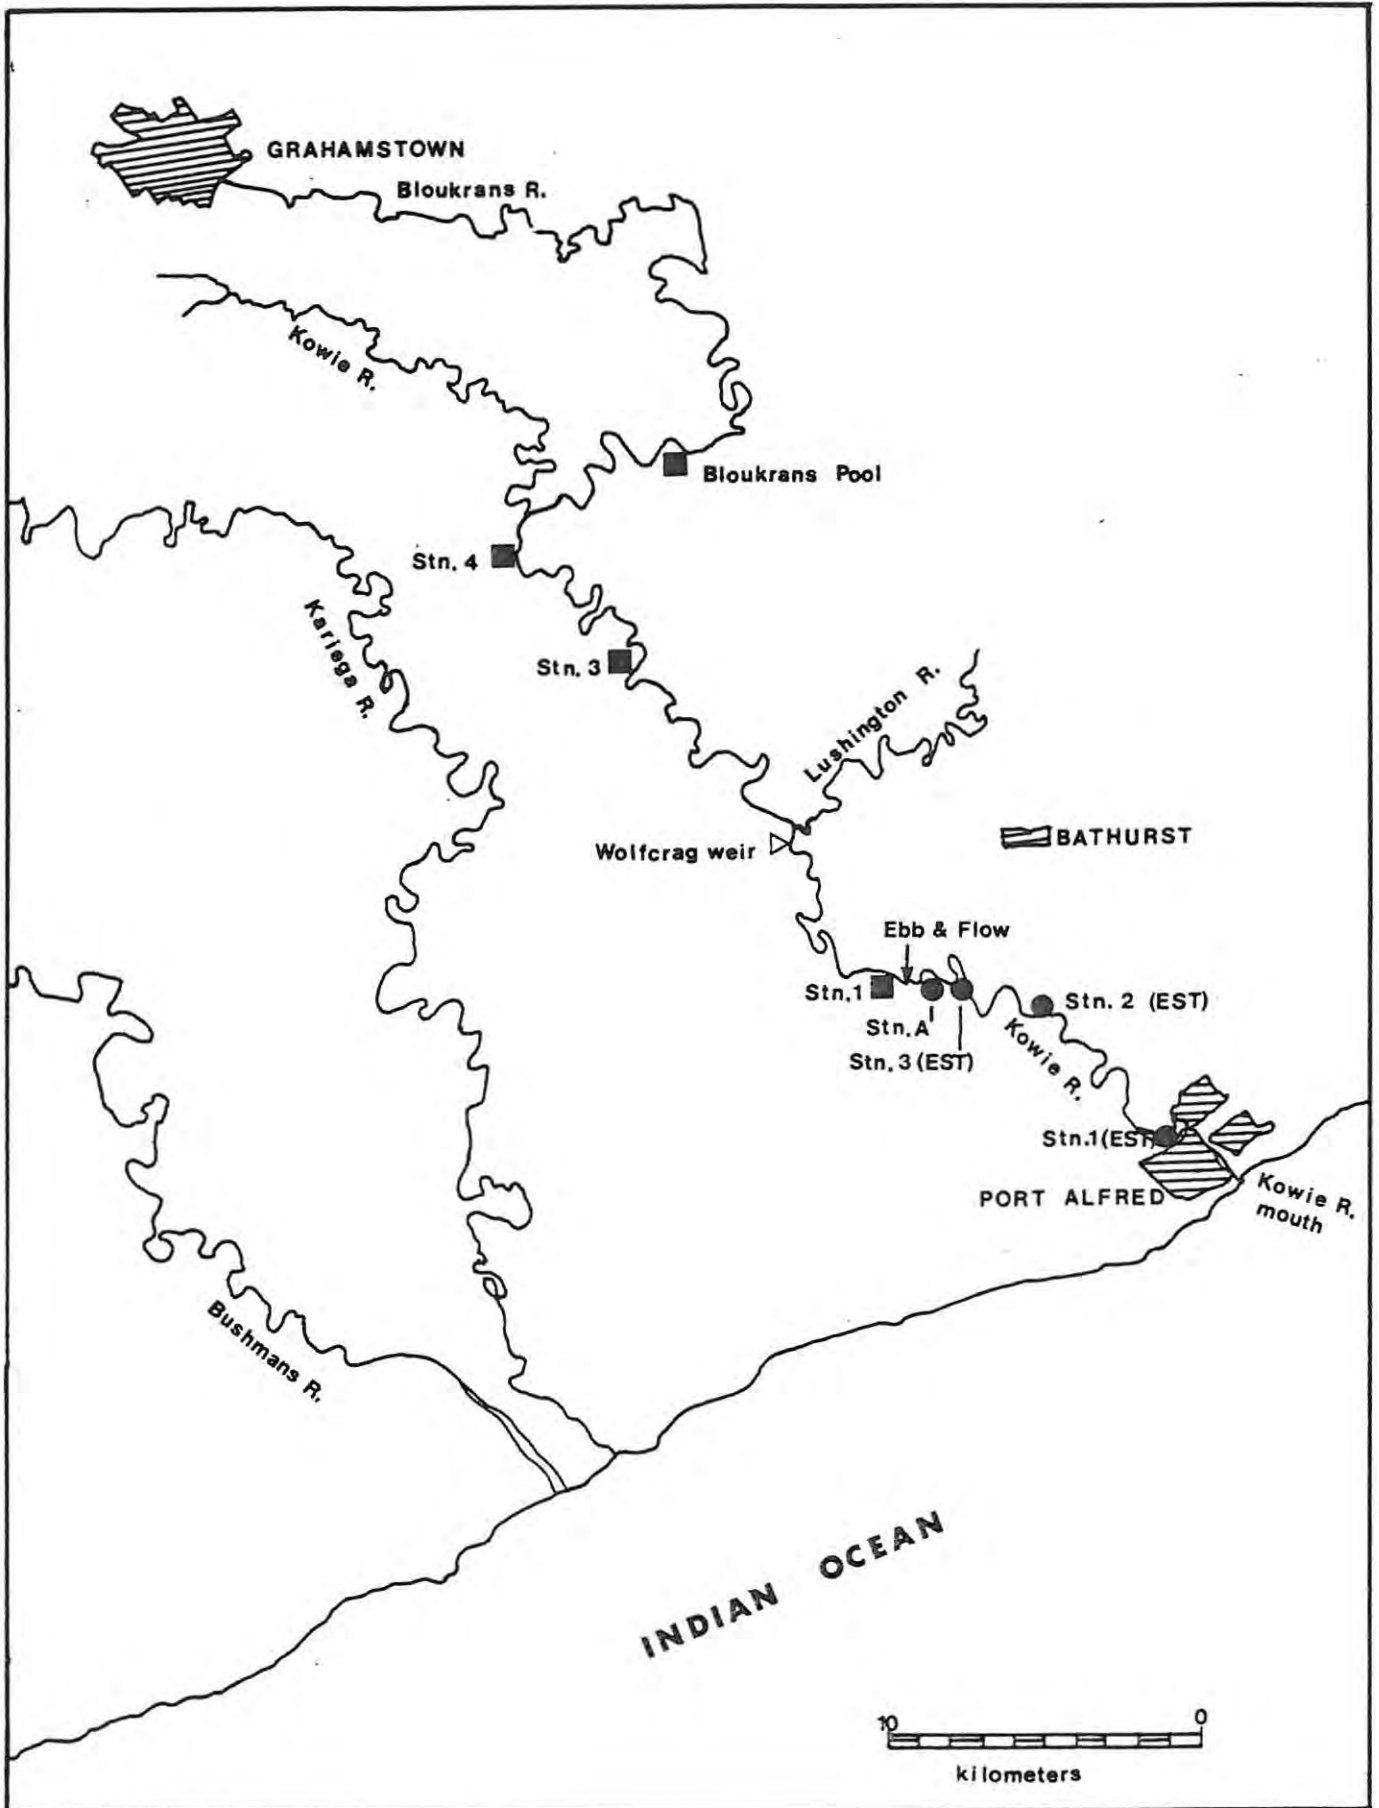 GRAHAMSTOWN
Bloukrans R.
Kowie R.
Bloukrans Pool
Stn. 4
Kariega R.
Stn. 3
Lushington R.
Wolfcrag weir
BATHURST
Ebb & Flow
Stn.1
Stn. 2 (EST)
Stn.A
Kowie R.
Stn.3 (EST)
Stn.1(EST)
PORT ALFRED
Kowie R.
mouth
Bushmans R.
INDIAN OCEAN
10 0
kilometers